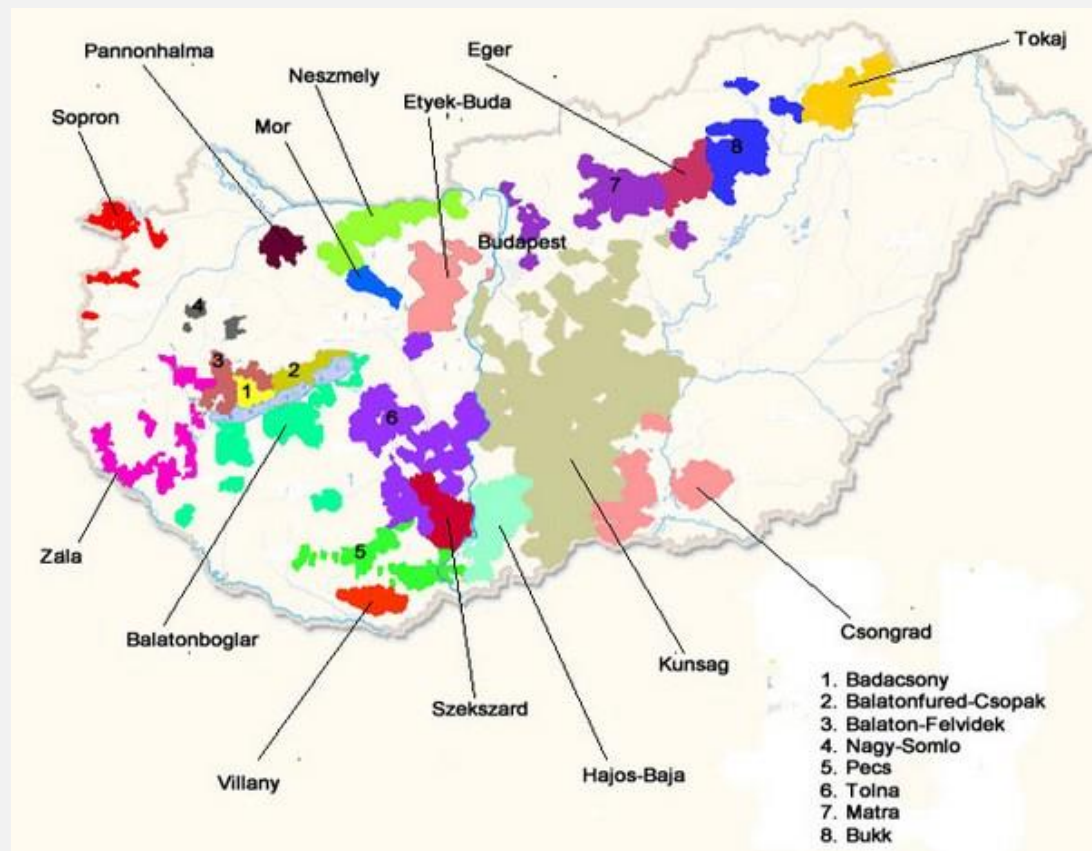 Tokaj
Eger
Pannonhalma
Neszmely
Etyek-Buda
Sopron
Mor
8
7
Budapest
4
3
2
1
6
5
Zala
Balatonboglar
Csongrad
Kunsag
Szekszard
Villany
Hajos-Baja
1. Badacsony
2. Balatonfured-Csopak
3. Balaton-Felvidek
4. Nagy-Somlo
5. Pecs
6. Tolna
7. Matra
8. Bukk